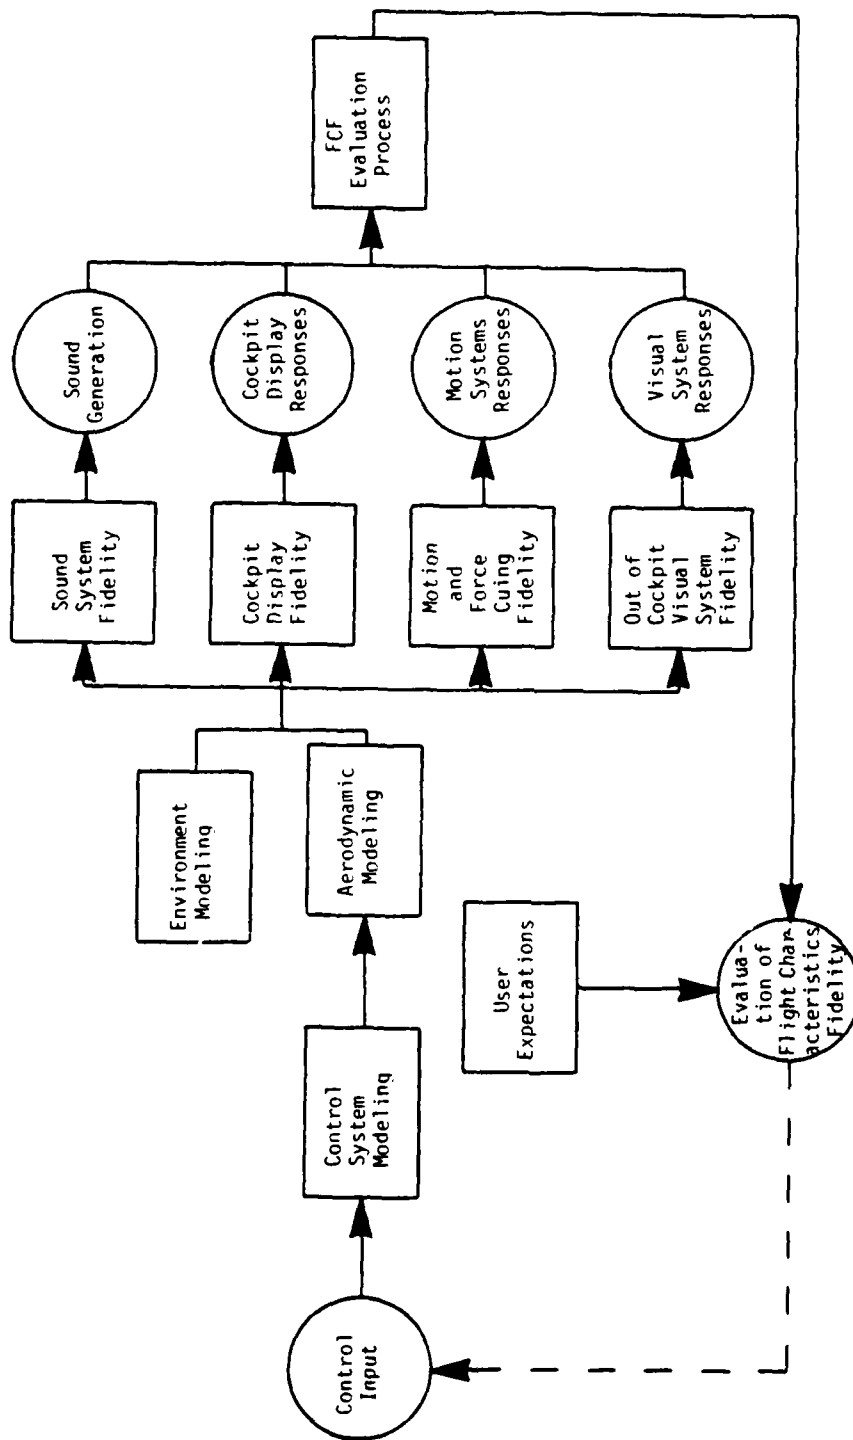 Control
Input
Control
System
Modeling
Environment
Modeling
Aerodynamic
Modeling
User
Expectations
Evalua-
tion of
Flight Char
acteristics
Fidelity
Sound
System
Fidelity
Cockpit
Display
Fidelity
Motion
and
Force
Cuing
Fidelity
Out of
Cockpit
Visual
System
Fidelity
Sound
Generation
Cockpit
Display
Responses
Motion
Systems
Responses
Visual
System
Responses
FCF
Evaluation
Process